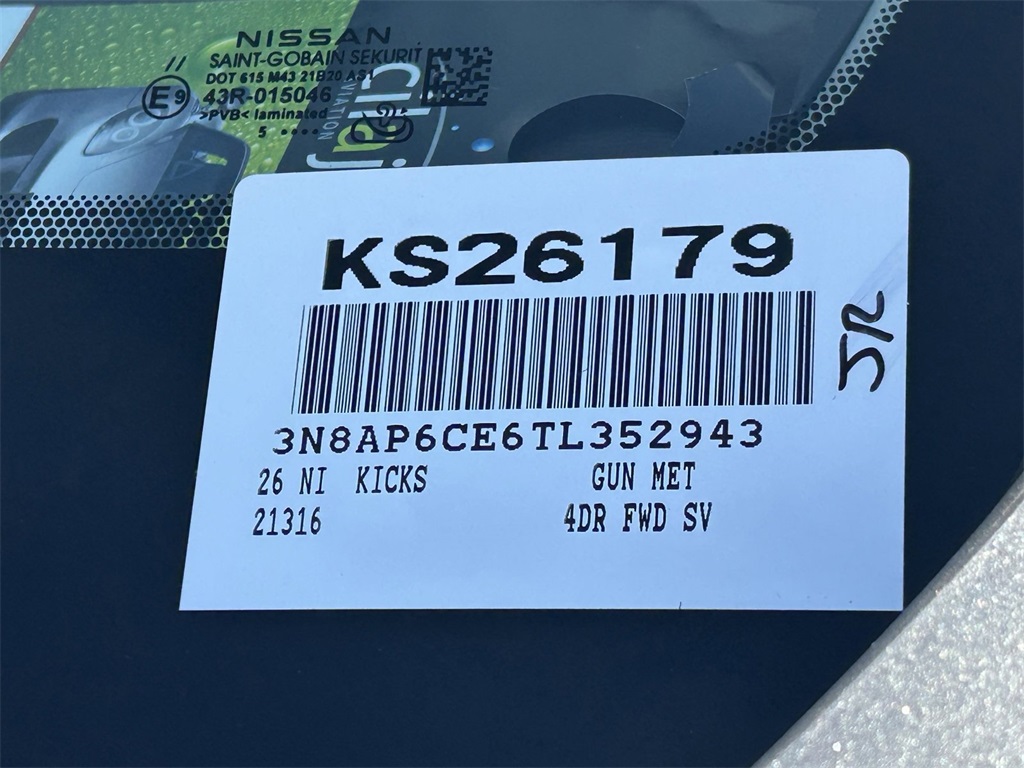 NISSAN
SAINT-GOBAIN SEKURIT
DOT 615 M43 21B20 AS1
E9 43R-015046
>PVB< laminated
5 ••••
KS26179
JR
3N8AP6CE6TL352943
26 NI KICKS GUN MET
21316 4DR FWD SV